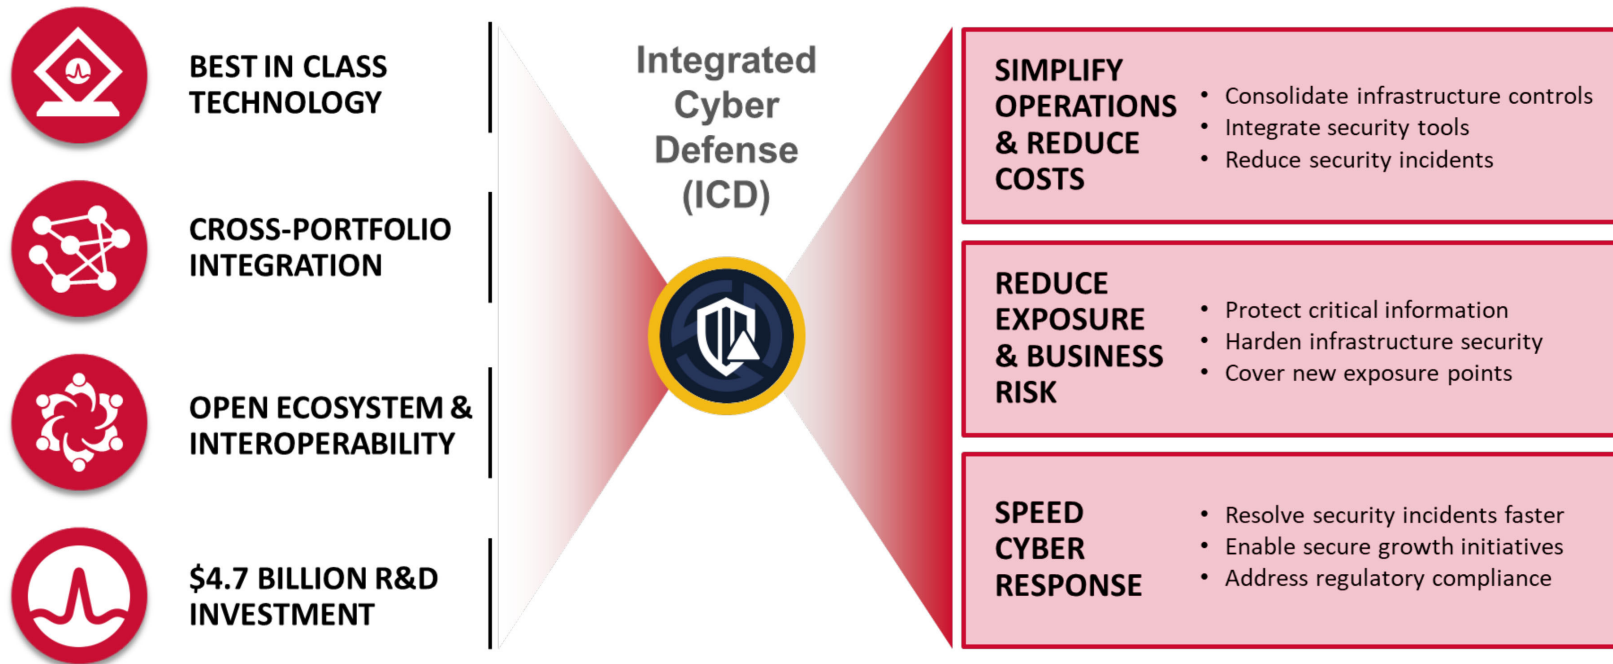 BEST IN CLASS
TECHNOLOGY
CROSS-PORTFOLIO
INTEGRATION
OPEN ECOSYSTEM &
INTEROPERABILITY
$4.7 BILLION R&D
INVESTMENT
Integrated
Cyber
Defense
(ICD)
SIMPLIFY
OPERATIONS
& REDUCE
COSTS
• Consolidate infrastructure controls
• Integrate security tools
• Reduce security incidents
REDUCE
EXPOSURE
& BUSINESS
RISK
• Protect critical information
• Harden infrastructure security
• Cover new exposure points
SPEED
CYBER
RESPONSE
• Resolve security incidents faster
• Enable secure growth initiatives
• Address regulatory compliance